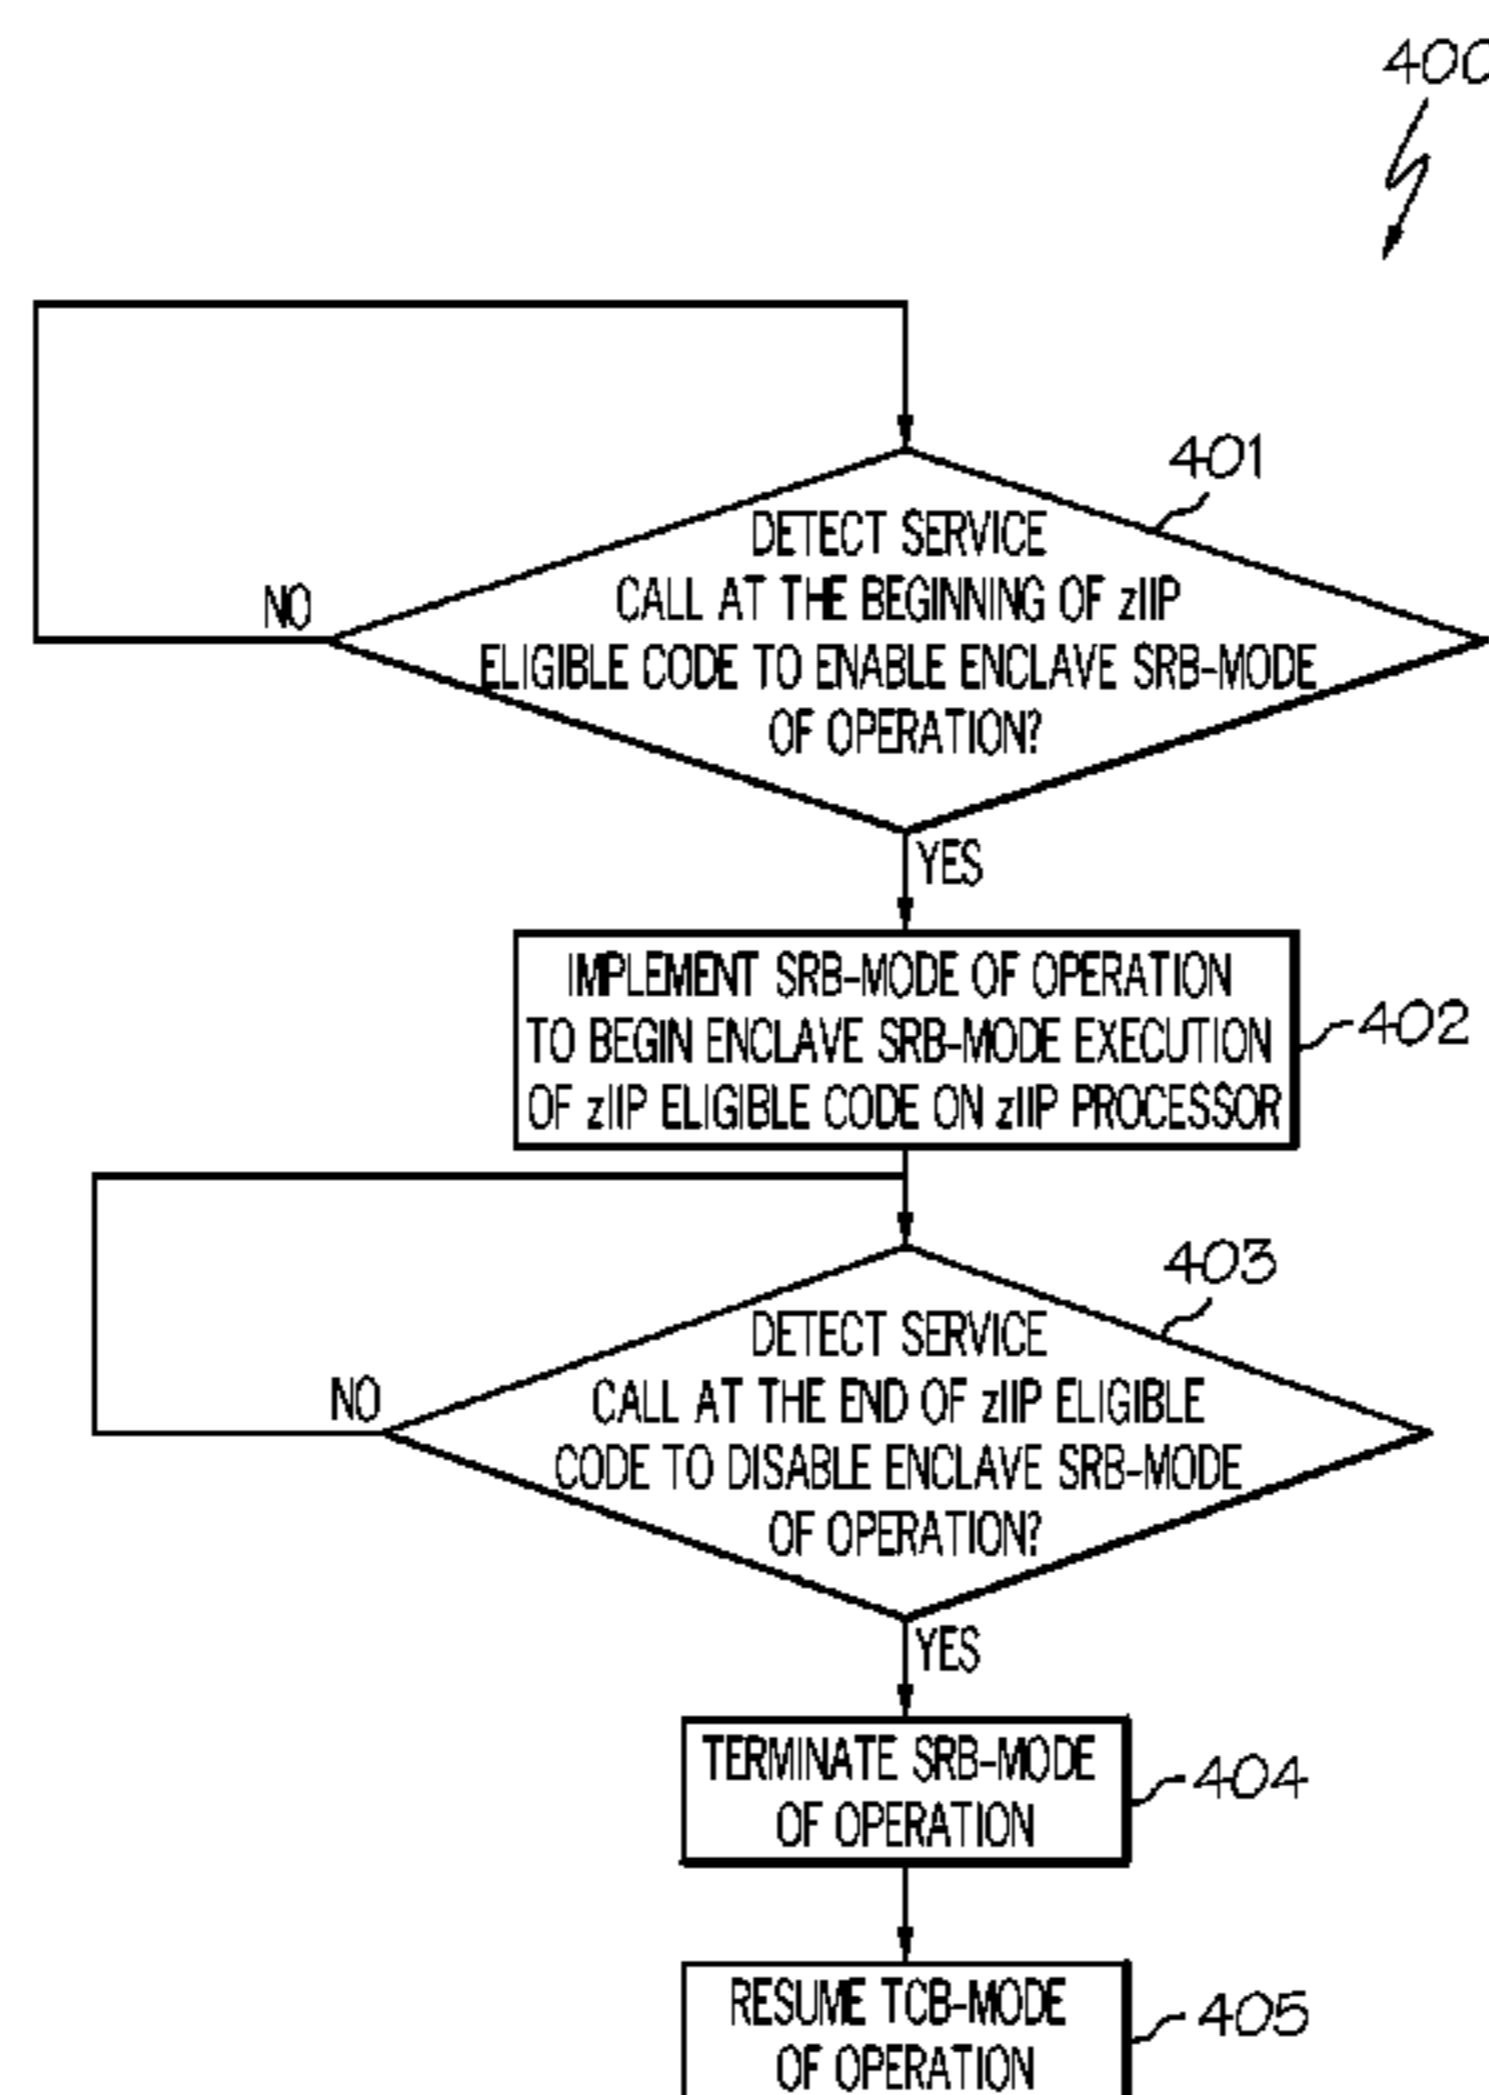 400
401
DETECT SERVICE
CALL AT THE BEGINNING OF zIIP
ELIGIBLE CODE TO ENABLE ENCLAVE SRB-MODE
OF OPERATION?
NO
YES
IMPLEMENT SRB-MODE OF OPERATION
TO BEGIN ENCLAVE SRB-MODE EXECUTION
OF zIIP ELIGIBLE CODE ON zIIP PROCESSOR
402
403
DETECT SERVICE
CALL AT THE END OF zIIP ELIGIBLE
CODE TO DISABLE ENCLAVE SRB-MODE
OF OPERATION?
NO
YES
TERMINATE SRB-MODE
OF OPERATION
404
RESUME TCB-MODE
OF OPERATION
405